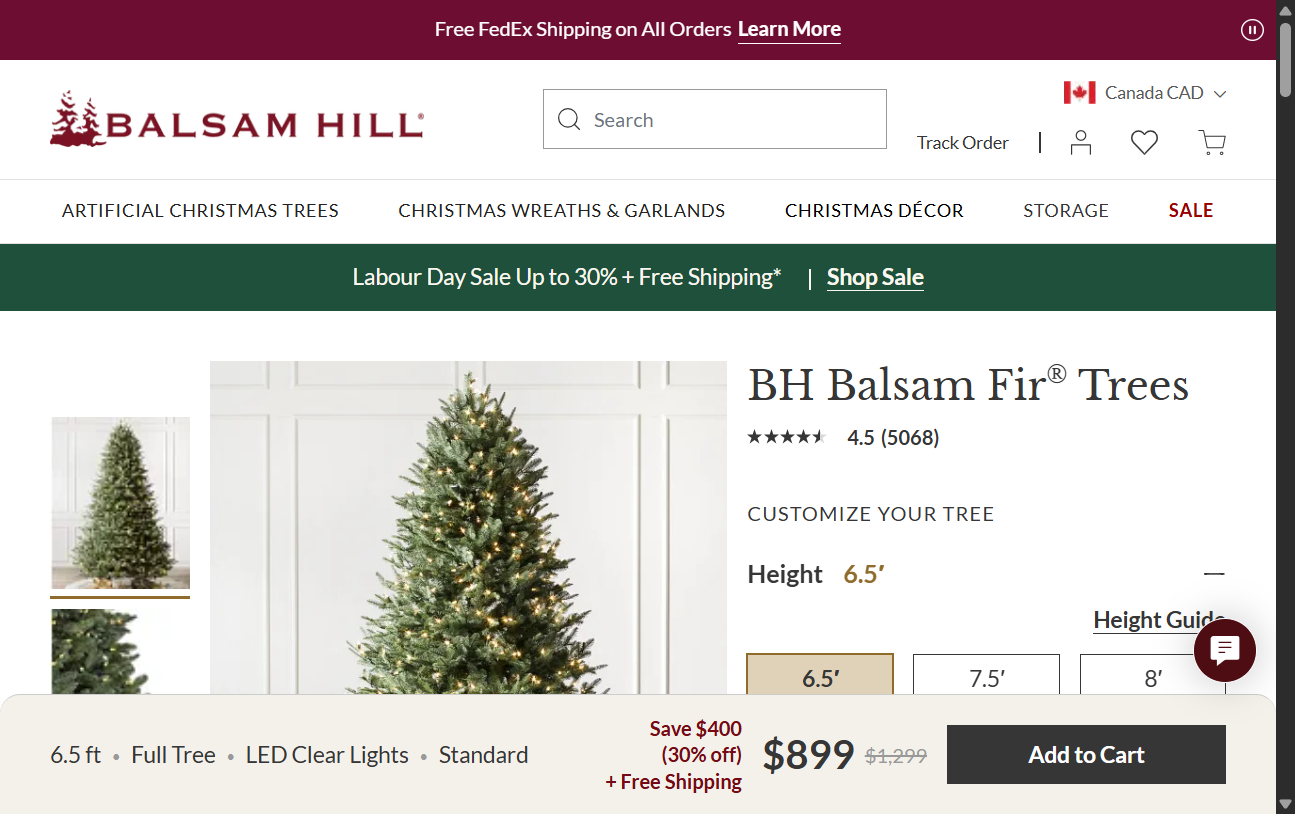 Free FedEx Shipping on All Orders Learn More
BALSAM HILL®
Search
Canada CAD
Track Order
ARTIFICIAL CHRISTMAS TREES
CHRISTMAS WREATHS & GARLANDS
CHRISTMAS DÉCOR
STORAGE
SALE
Labour Day Sale Up to 30% + Free Shipping* | Shop Sale
BH Balsam Fir® Trees
4.5 (5068)
CUSTOMIZE YOUR TREE
Height 6.5′
Height Guide
6.5′
7.5′
8′
6.5 ft • Full Tree • LED Clear Lights • Standard
Save $400
(30% off)
+ Free Shipping
$899 $1,299
Add to Cart